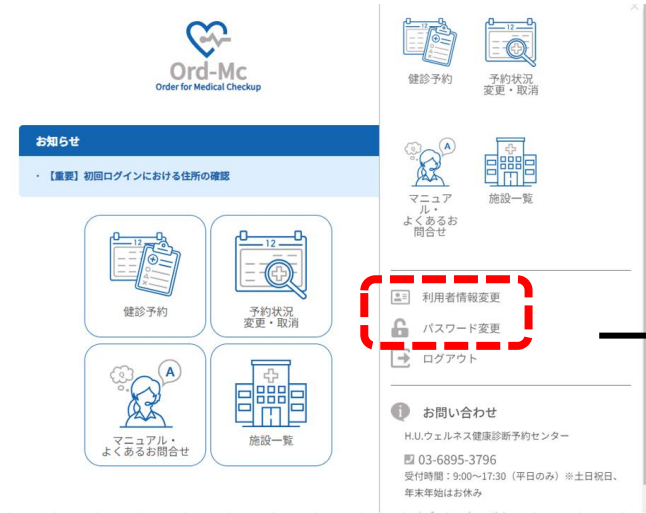 Ord-Mc
Order for Medical Checkup
お知らせ
・【重要】初回ログインにおける住所の確認
12
健診予約
12
予約状況
変更・取消
Q
A
マニュアル・
よくあるお問合せ
施設一覧
×
12
健診予約
12
予約状況
変更・取消
Q
A
マニュア
ル・
よくあるお
問合せ
施設一覧
利用者情報変更
パスワード変更
ログアウト
お問い合わせ
H.U.ウェルネス健康診断予約センター
03-6895-3796
受付時間：9:00～17:30（平日のみ）※土日祝日、
年末年始はお休み